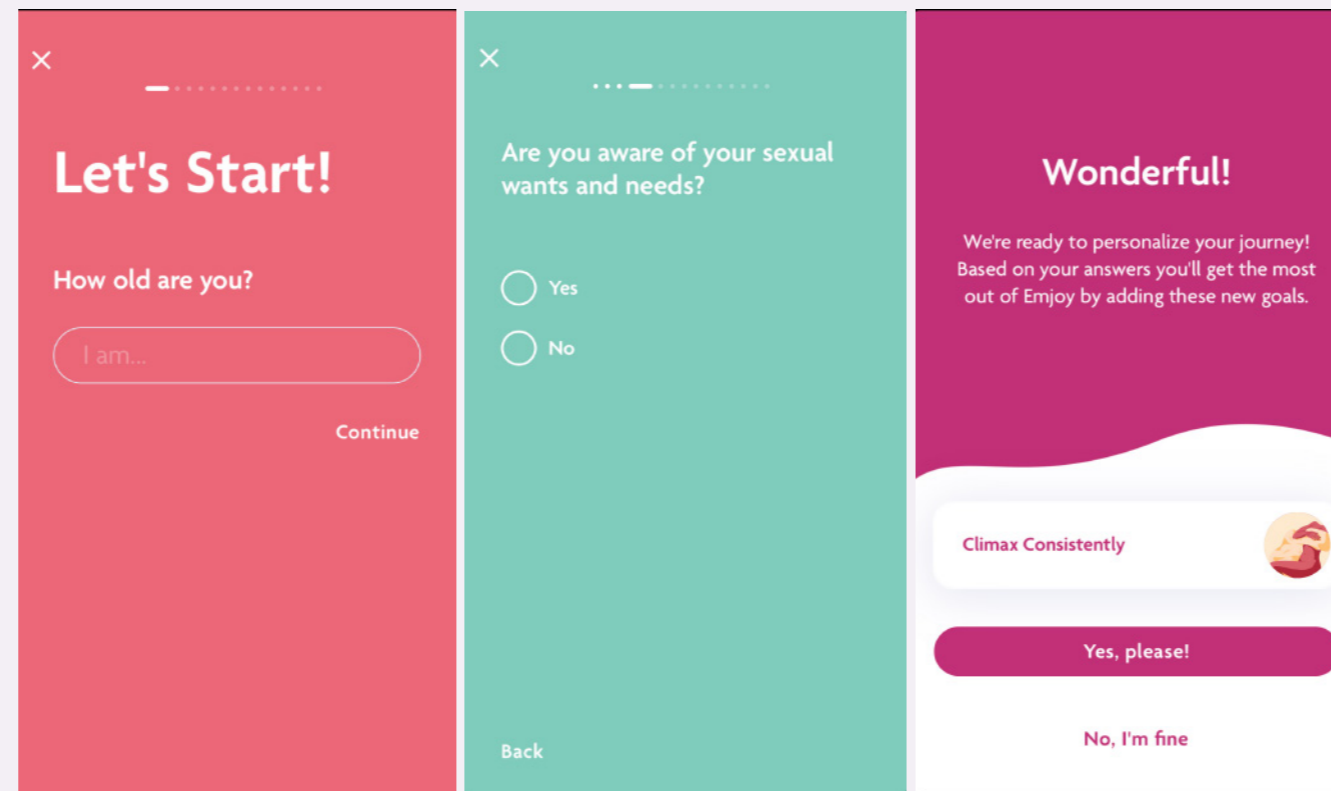 Let's Start!
How old are you?
I am...
Continue
Are you aware of your sexual
wants and needs?
Yes
No
Back
Wonderful!
We're ready to personalize your journey!
Based on your answers you'll get the most
out of Emjoy by adding these new goals.
Climax Consistently
Yes, please!
No, I'm fine